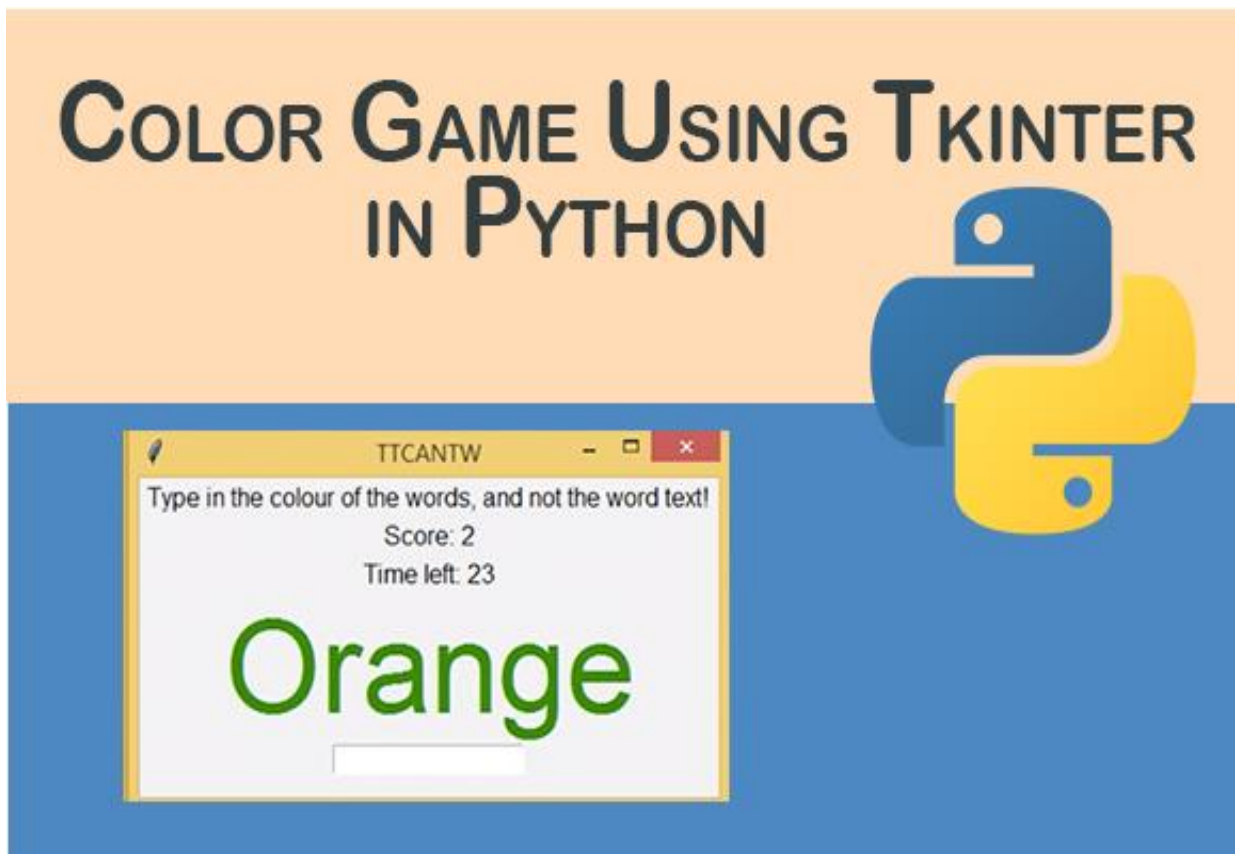 Color Game Using Tkinter
in Python
TTCANTW
Type in the colour of the words, and not the word text!
Score: 2
Time left: 23
Orange